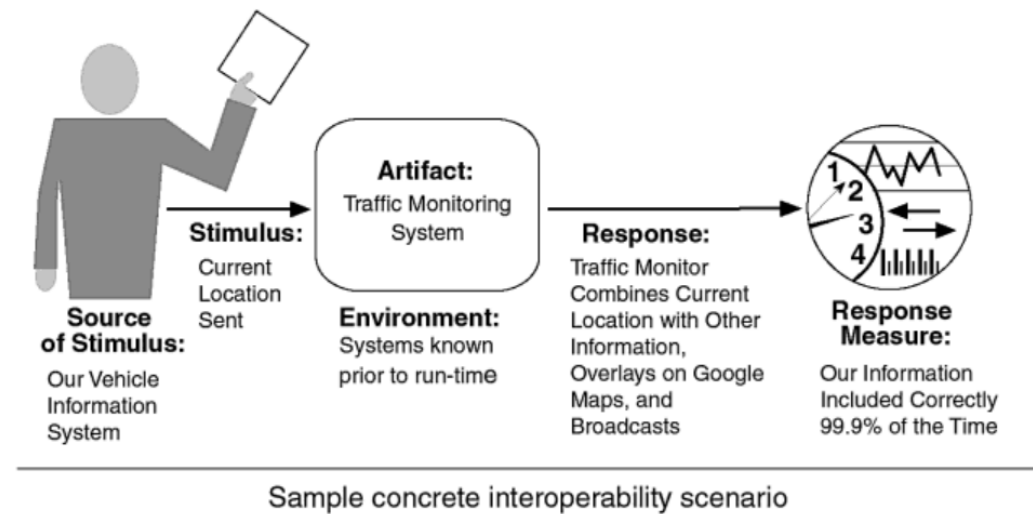 Source
of Stimulus:
Our Vehicle
Information
System
Stimulus:
Current
Location
Sent
Artifact:
Traffic Monitoring
System
Environment:
Systems known
prior to run-time
Response:
Traffic Monitor
Combines Current
Location with Other
Information,
Overlays on Google
Maps, and
Broadcasts
1
2
3
4
Response
Measure:
Our Information
Included Correctly
99.9% of the Time
Sample concrete interoperability scenario